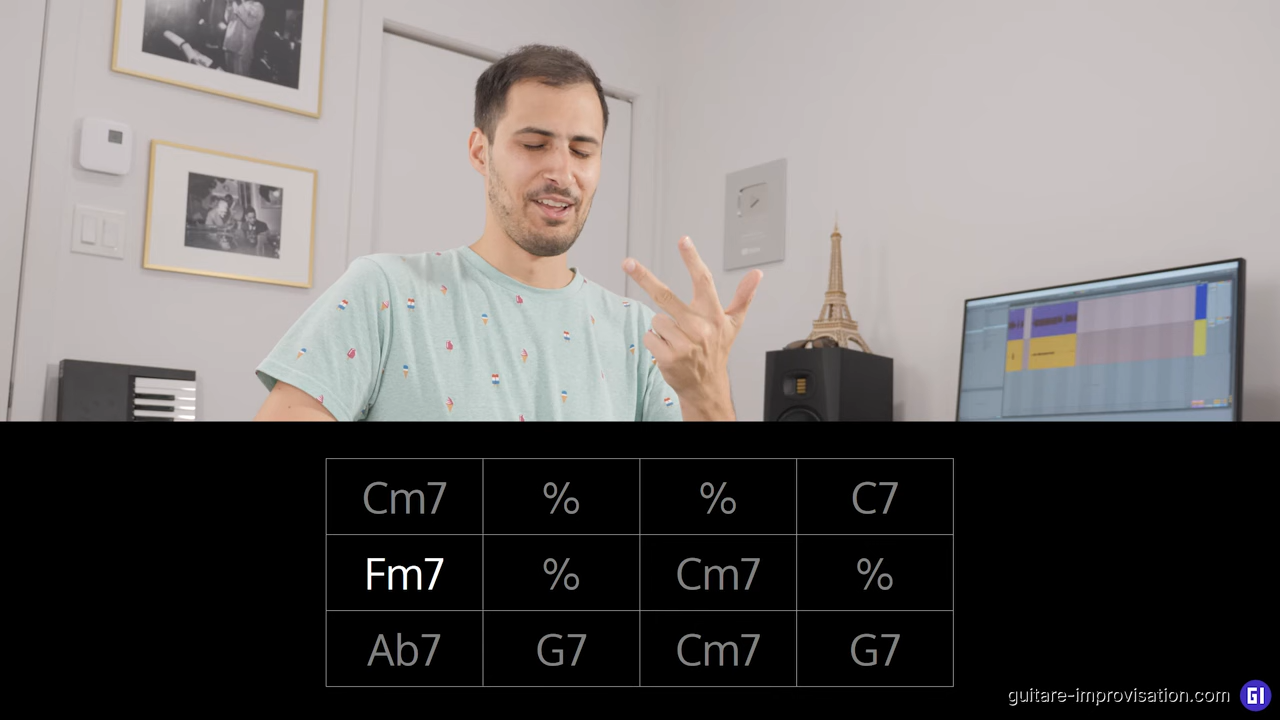 Cm7 % % C7
Fm7 % Cm7 %
Ab7 G7 Cm7 G7
guitare-improvisation.com GI